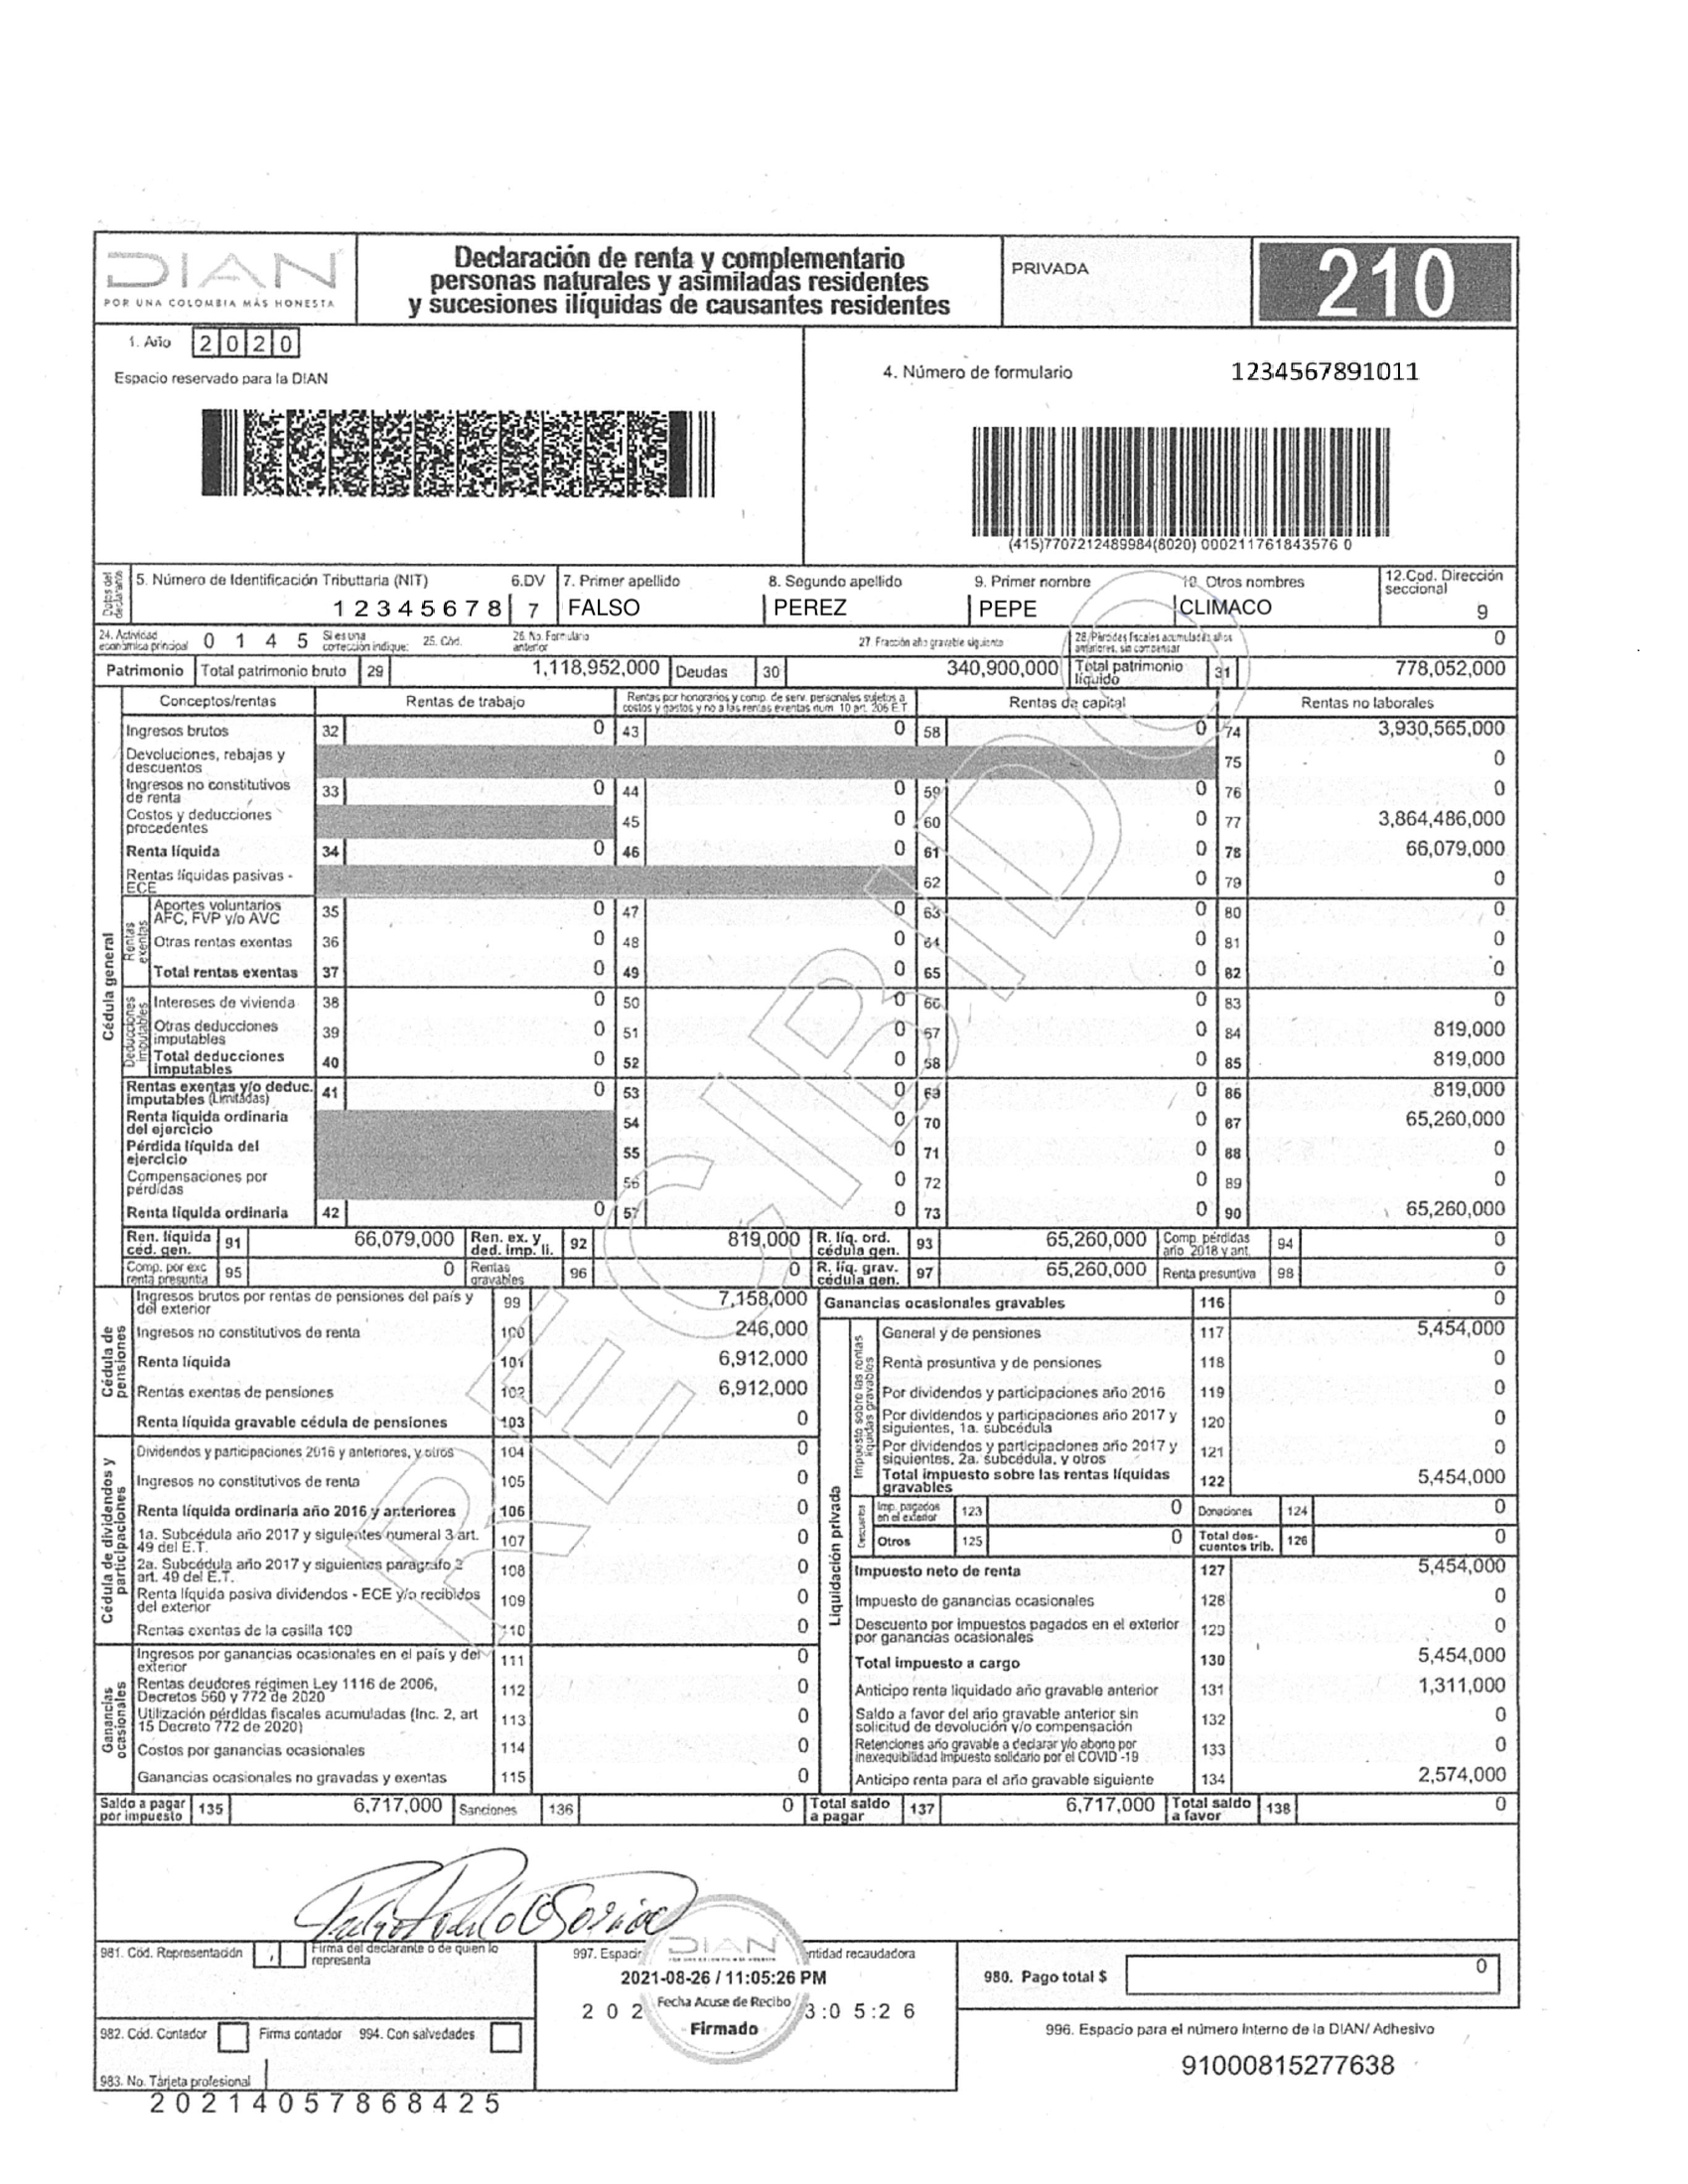 DIAN
POR UNA COLOMBIA MÁS HONESTA
Declaración de renta y complementario
personas naturales y asimiladas residentes
y sucesiones ilíquidas de causantes residentes
PRIVADA
210
1. Año 2 0 2 0
Espacio reservado para la DIAN
4. Número de formulario 1234567891011
(415)7707212489984(8020) 000211761843576 0
Datos del declarante
5. Número de Identificación Tributtaria (NIT) 6.DV 7. Primer apellido 8. Segundo apellido 9. Primer nombre 10. Otros nombres 12.Cod. Dirección seccional
1 2 3 4 5 6 7 8 7 FALSO PEREZ PEPE CLIMACO 9
24. Actividad económica principal 0 1 4 5 Si es una corrección indique: 25. Cód. 26. No. Formulario anterior 27. Fracción año gravable siguiente 28. Pérdidas fiscales acumuladas años anteriores, sin compensar 0
Patrimonio Total patrimonio bruto 29 1,118,952,000 Deudas 30 340,900,000 Total patrimonio líquido 31 778,052,000
Conceptos/rentas Rentas de trabajo Rentas por honorarios y comp. de serv. personales sujetos a costos y gastos y no a las rentas exentas num. 10 art. 206 E.T Rentas de capital Rentas no laborales
Cédula general
Ingresos brutos 32 0 43 0 58 0 74 3,930,565,000
Devoluciones, rebajas y descuentos 75 0
Ingresos no constitutivos de renta 33 0 44 0 59 0 76 0
Costos y deducciones procedentes 45 0 60 0 77 3,864,486,000
Renta líquida 34 0 46 0 61 0 78 66,079,000
Rentas líquidas pasivas - ECE 62 0 79 0
Rentas exentas
Aportes voluntarios AFC, FVP y/o AVC 35 0 47 0 63 0 80 0
Otras rentas exentas 36 0 48 0 64 0 81 0
Total rentas exentas 37 0 49 0 65 0 82 0
Deducciones imputables
Intereses de vivienda 38 0 50 0 66 0 83 0
Otras deducciones imputables 39 0 51 0 67 0 84 819,000
Total deducciones imputables 40 0 52 0 68 0 85 819,000
Rentas exentas y/o deduc. imputables (Limitadas) 41 0 53 0 69 0 86 819,000
Renta líquida ordinaria del ejercicio 54 0 70 0 87 65,260,000
Pérdida líquida del ejercicio 55 0 71 0 88 0
Compensaciones por pérdidas 56 0 72 0 89 0
Renta líquida ordinaria 42 0 57 0 73 0 90 65,260,000
Ren. líquida céd. gen. 91 66,079,000 Ren. ex. y ded. imp. li. 92 819,000 R. líq. ord. cédula gen. 93 65,260,000 Comp. pérdidas año 2018 y ant. 94 0
Comp. por exc renta presuntia 95 0 Rentas gravables 96 0 R. líq. grav. cédula gen. 97 65,260,000 Renta presuntiva 98 0
Cédula de pensiones
Ingresos brutos por rentas de pensiones del país y del exterior 99 7,158,000
Ingresos no constitutivos de renta 100 246,000
Renta líquida 101 6,912,000
Rentas exentas de pensiones 102 6,912,000
Renta líquida gravable cédula de pensiones 103 0
Cédula de dividendos y participaciones
Dividendos y participaciones 2016 y anteriores, y otros 104 0
Ingresos no constitutivos de renta 105 0
Renta líquida ordinaria año 2016 y anteriores 106 0
1a. Subcédula año 2017 y siguientes numeral 3 art. 49 del E.T. 107 0
2a. Subcédula año 2017 y siguientes paragrafo 2 art. 49 del E.T. 108 0
Renta líquida pasiva dividendos - ECE y/o recibidos del exterior 109 0
Rentas exentas de la casilla 109 110 0
Ganancias ocasionales
Ingresos por ganancias ocasionales en el país y del exterior 111 0
Rentas deudores régimen Ley 1116 de 2006, Decretos 560 y 772 de 2020 112 0
Utilización pérdidas fiscales acumuladas (Inc. 2, art 15 Decreto 772 de 2020) 113 0
Costos por ganancias ocasionales 114 0
Ganancias ocasionales no gravadas y exentas 115 0
Ganancias ocasionales gravables 116 0
Liquidación privada
Impuesto sobre las rentas líquidas gravables
General y de pensiones 117 5,454,000
Renta presuntiva y de pensiones 118 0
Por dividendos y participaciones año 2016 119 0
Por dividendos y participaciones año 2017 y siguientes, 1a. subcédula 120 0
Por dividendos y participaciones año 2017 y siguientes, 2a. subcédula, y otros 121 0
Total impuesto sobre las rentas líquidas gravables 122 5,454,000
Descuentos
Imp. pagados en el exterior 123 0 Donaciones 124 0
Otros 125 0 Total des- cuentos trib. 126 0
Impuesto neto de renta 127 5,454,000
Impuesto de ganancias ocasionales 128 0
Descuento por impuestos pagados en el exterior por ganancias ocasionales 129 0
Total impuesto a cargo 130 5,454,000
Anticipo renta liquidado año gravable anterior 131 1,311,000
Saldo a favor del año gravable anterior sin solicitud de devolución y/o compensación 132 0
Retenciones año gravable a declarar y/o abono por inexequibilidad impuesto solidario por el COVID -19 133 0
Anticipo renta para el año gravable siguiente 134 2,574,000
Saldo a pagar por impuesto 135 6,717,000 Sanciones 136 0 Total saldo a pagar 137 6,717,000 Total saldo a favor 138 0
RECIBIDO
981. Cód. Representación Firma del declarante o de quien lo representa
997. Espacio entidad recaudadora
DIAN
2021-08-26 / 11:05:26 PM
Fecha Acuse de Recibo
2 0 2 3 : 0 5 : 2 6
Firmado
980. Pago total $ 0
982. Cód. Contador Firma contador 994. Con salvedades
996. Espacio para el número Interno de la DIAN/ Adhesivo
91000815277638
983. No. Tarjeta profesional
2 0 2 1 4 0 5 7 8 6 8 4 2 5